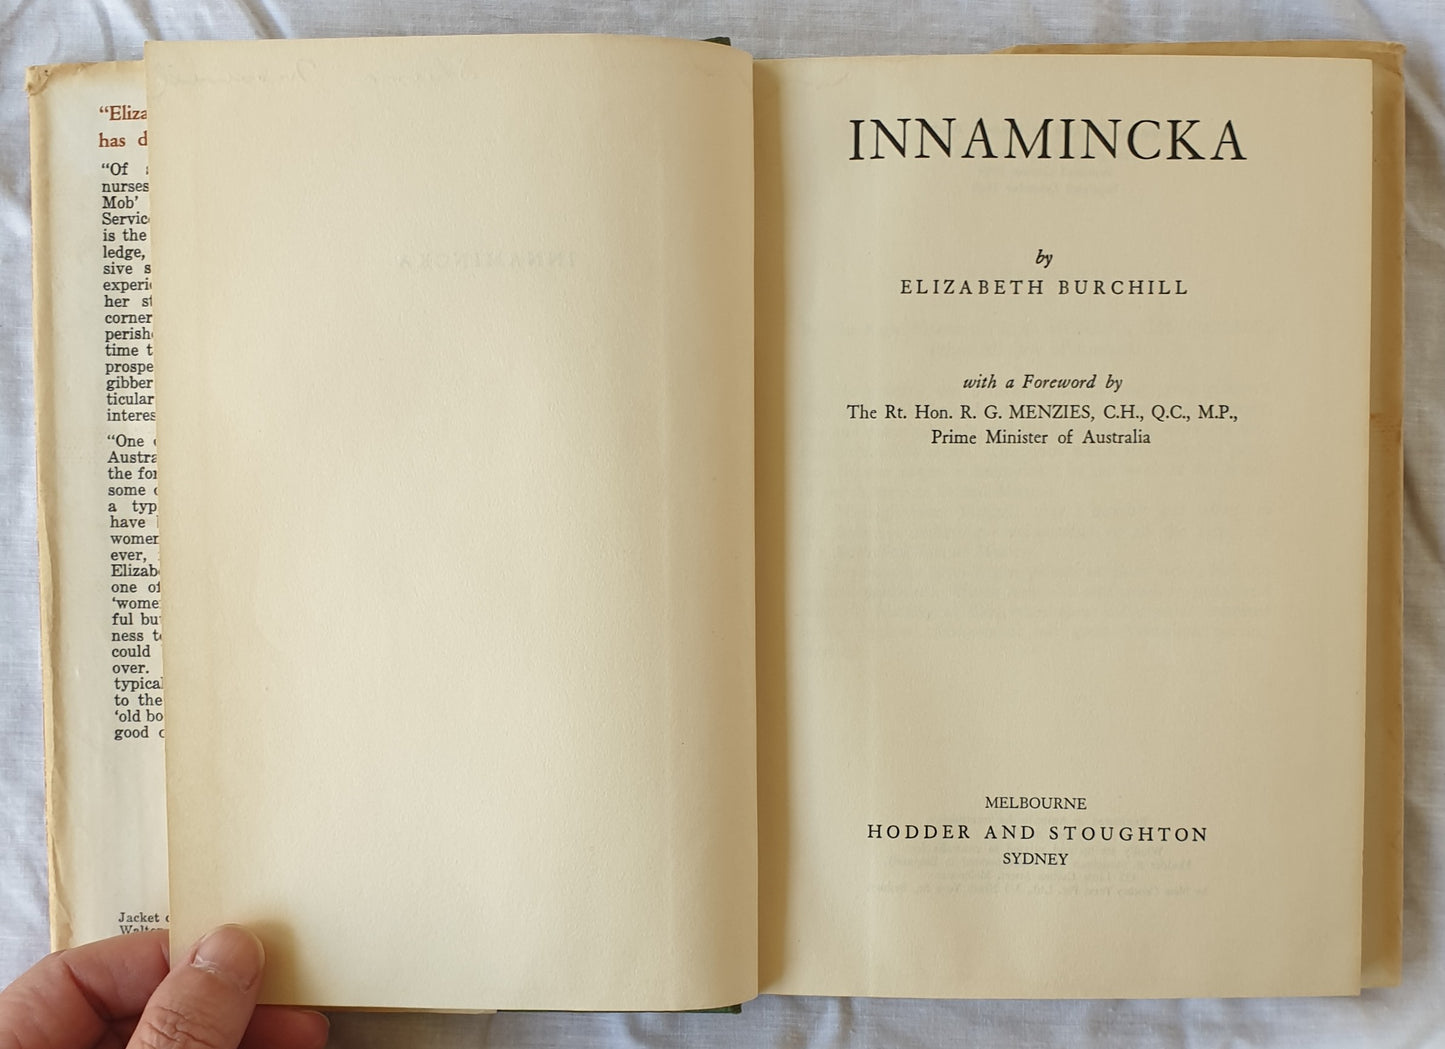 “Eliza
has d
“Of
nurses
Mob’
Servic
is the
ledge,
sive s
experi
her st
corner
perish
time t
prospe
gibber
ticular
interes
“One
Austra
the for
some
a typ
have
women
ever,
Elizab
one of
‘wome
ful bu
ness t
could
over.
typical
to the
‘old bo
good
Jacket
Walter
INNAMINCKA
by
ELIZABETH BURCHILL
with a Foreword by
The Rt. Hon. R. G. MENZIES, C.H., Q.C., M.P.,
Prime Minister of Australia
MELBOURNE
HODDER AND STOUGHTON
SYDNEY